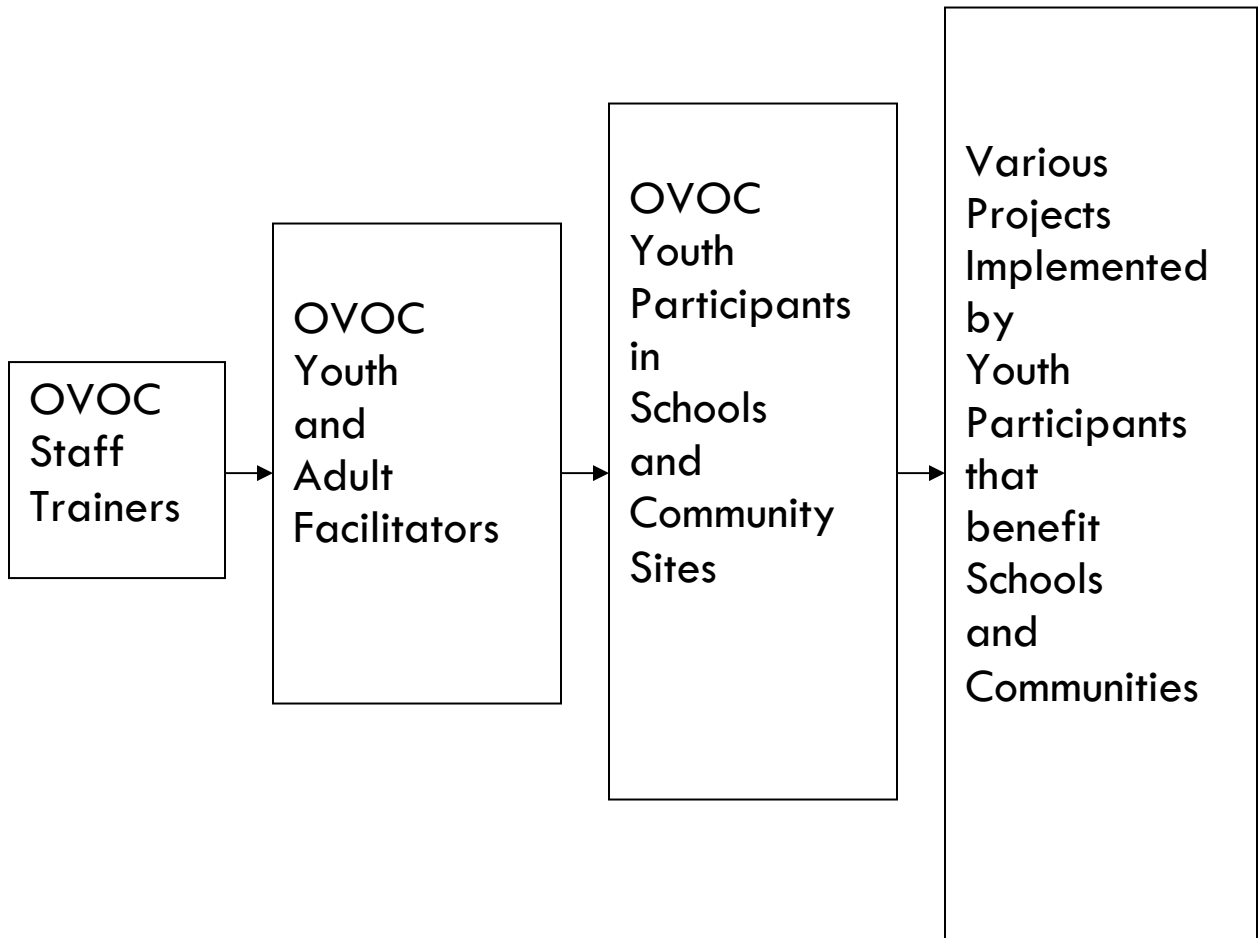 OVOC
Staff
Trainers
OVOC
Youth
and
Adult
Facilitators
OVOC
Youth
Participants
in
Schools
and
Community
Sites
Various
Projects
Implemented
by
Youth
Participants
that
benefit
Schools
and
Communities